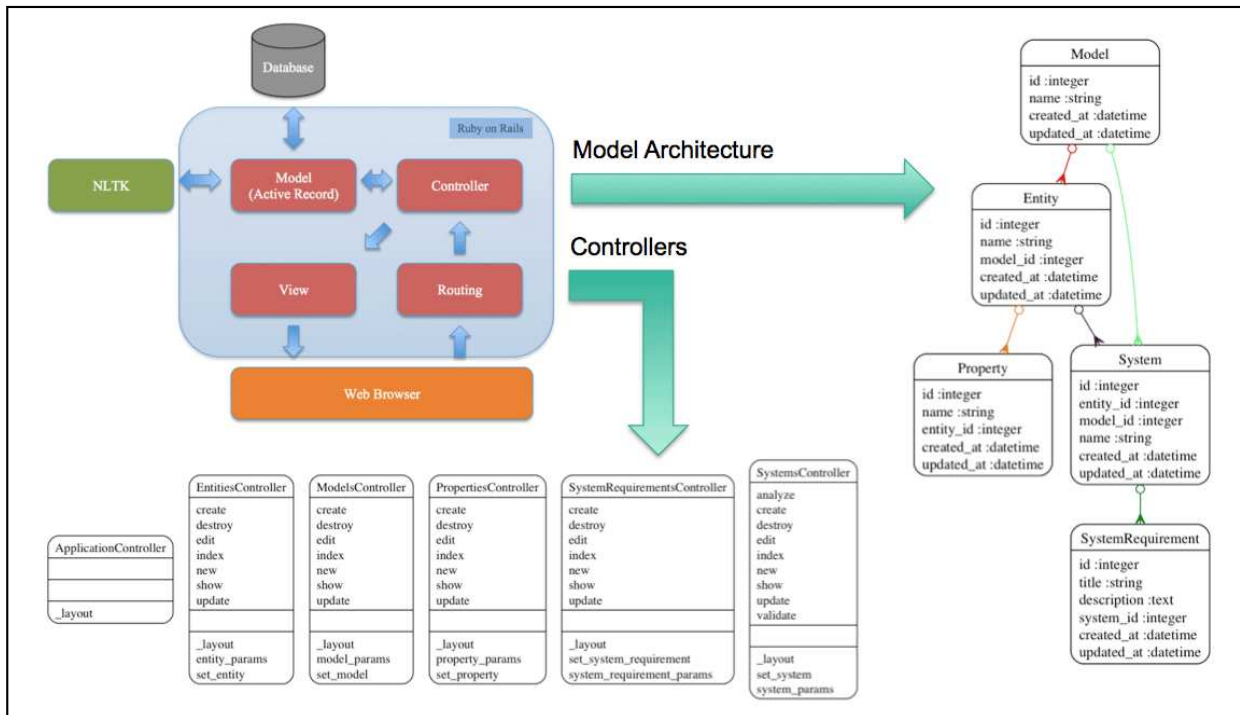 Database
Ruby on Rails
NLTK
Model
(Active Record)
Controller
View
Routing
Web Browser
Model Architecture
Controllers
Model
id :integer
name :string
created_at :datetime
updated_at :datetime
Entity
id :integer
name :string
model_id :integer
created_at :datetime
updated_at :datetime
Property
id :integer
name :string
entity_id :integer
created_at :datetime
updated_at :datetime
System
id :integer
entity_id :integer
model_id :integer
name :string
created_at :datetime
updated_at :datetime
SystemRequirement
id :integer
title :string
description :text
system_id :integer
created_at :datetime
updated_at :datetime
ApplicationController
_layout
EntitiesController
create
destroy
edit
index
new
show
update
_layout
entity_params
set_entity
ModelsController
create
destroy
edit
index
new
show
update
_layout
model_params
set_model
PropertiesController
create
destroy
edit
index
new
show
update
_layout
property_params
set_property
SystemRequirementsController
create
destroy
edit
index
new
show
update
_layout
set_system_requirement
system_requirement_params
SystemsController
analyze
create
destroy
edit
index
new
show
update
validate
_layout
set_system
system_params